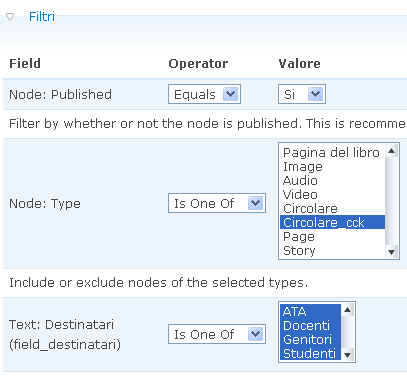 Filtri
Field Operator Valore
Node: Published Equals Si
Filter by whether or not the node is published. This is recomme
Pagina del libro
Image
Audio
Video
Node: Type Is One Of Circolare
Circolare_cck
Page
Story
Include or exclude nodes of the selected types.
ATA
Text: Destinatari Is One Of Docenti
(field_destinatari) Genitori
Studenti